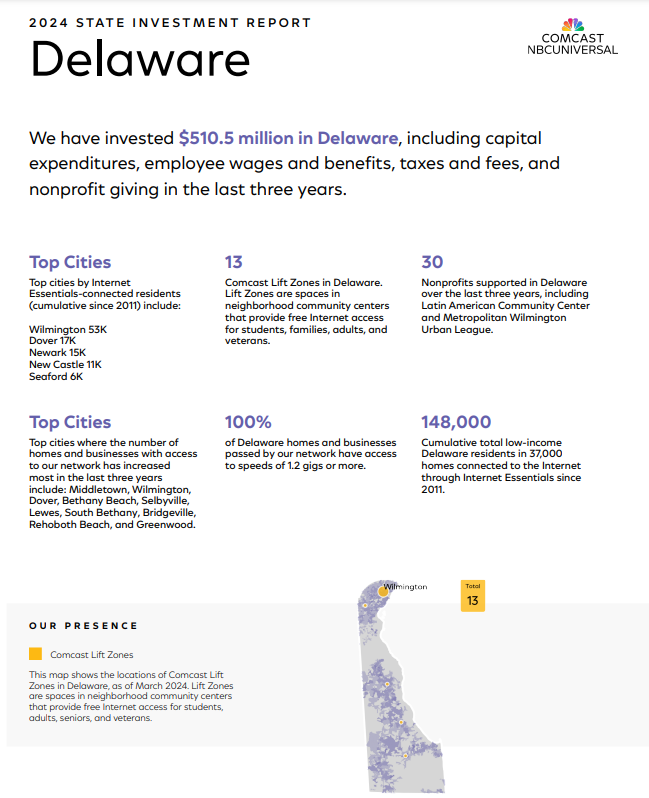 2024 STATE INVESTMENT REPORT
Delaware
COMCAST
NBCUNIVERSAL
We have invested $510.5 million in Delaware, including capital
expenditures, employee wages and benefits, taxes and fees, and
nonprofit giving in the last three years.
Top Cities
Top cities by Internet
Essentials-connected residents
(cumulative since 2011) include:
Wilmington 53K
Dover 17K
Newark 15K
New Castle 11K
Seaford 6K
13
Comcast Lift Zones in Delaware.
Lift Zones are spaces in
neighborhood community centers
that provide free Internet access
for students, families, adults, and
veterans.
30
Nonprofits supported in Delaware
over the last three years, including
Latin American Community Center
and Metropolitan Wilmington
Urban League.
Top Cities
Top cities where the number of
homes and businesses with access
to our network has increased
most in the last three years
include: Middletown, Wilmington,
Dover, Bethany Beach, Selbyville,
Lewes, South Bethany, Bridgeville,
Rehoboth Beach, and Greenwood.
100%
of Delaware homes and businesses
passed by our network have access
to speeds of 1.2 gigs or more.
148,000
Cumulative total low-income
Delaware residents in 37,000
homes connected to the Internet
through Internet Essentials since
2011.
Wilmington
Total
13
OUR PRESENCE
Comcast Lift Zones
This map shows the locations of Comcast Lift
Zones in Delaware, as of March 2024. Lift Zones
are spaces in neighborhood community centers
that provide free Internet access for students,
adults, seniors, and veterans.